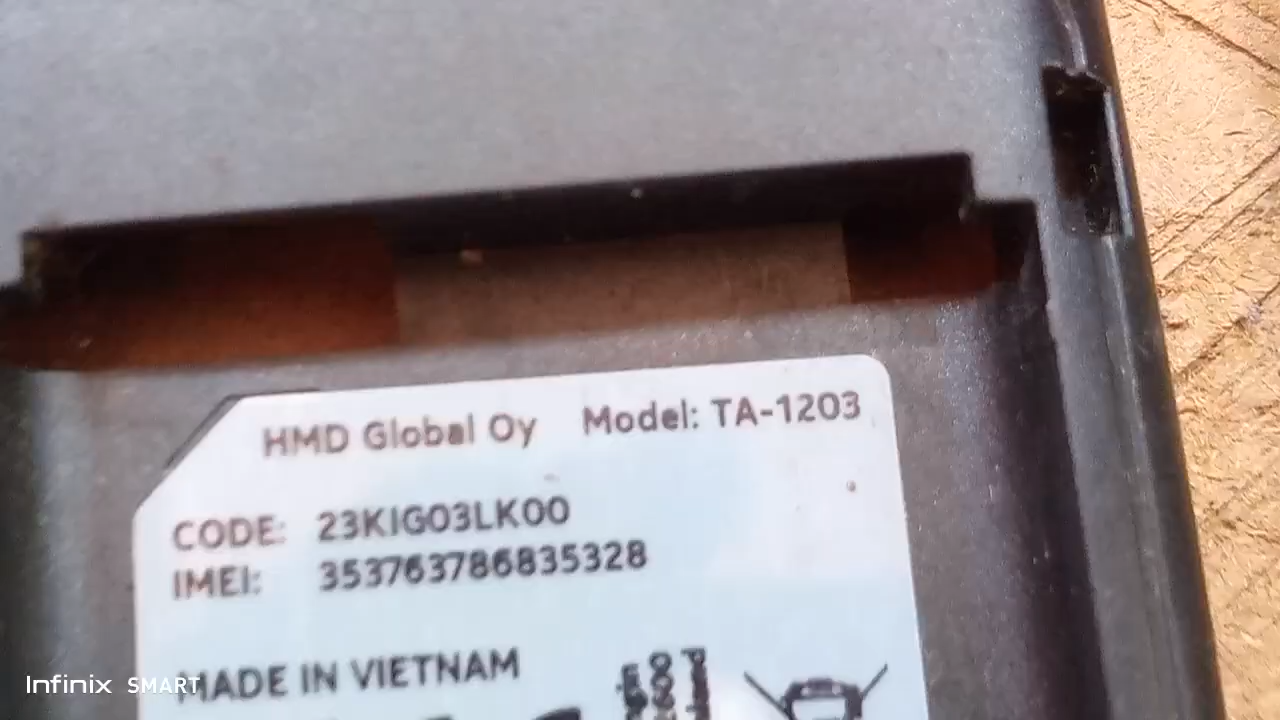 HMD Global Oy Model: TA-1203
CODE: 23KIG03LK00
IMEI: 353763786835328
MADE IN VIETNAM
Infinix SMART